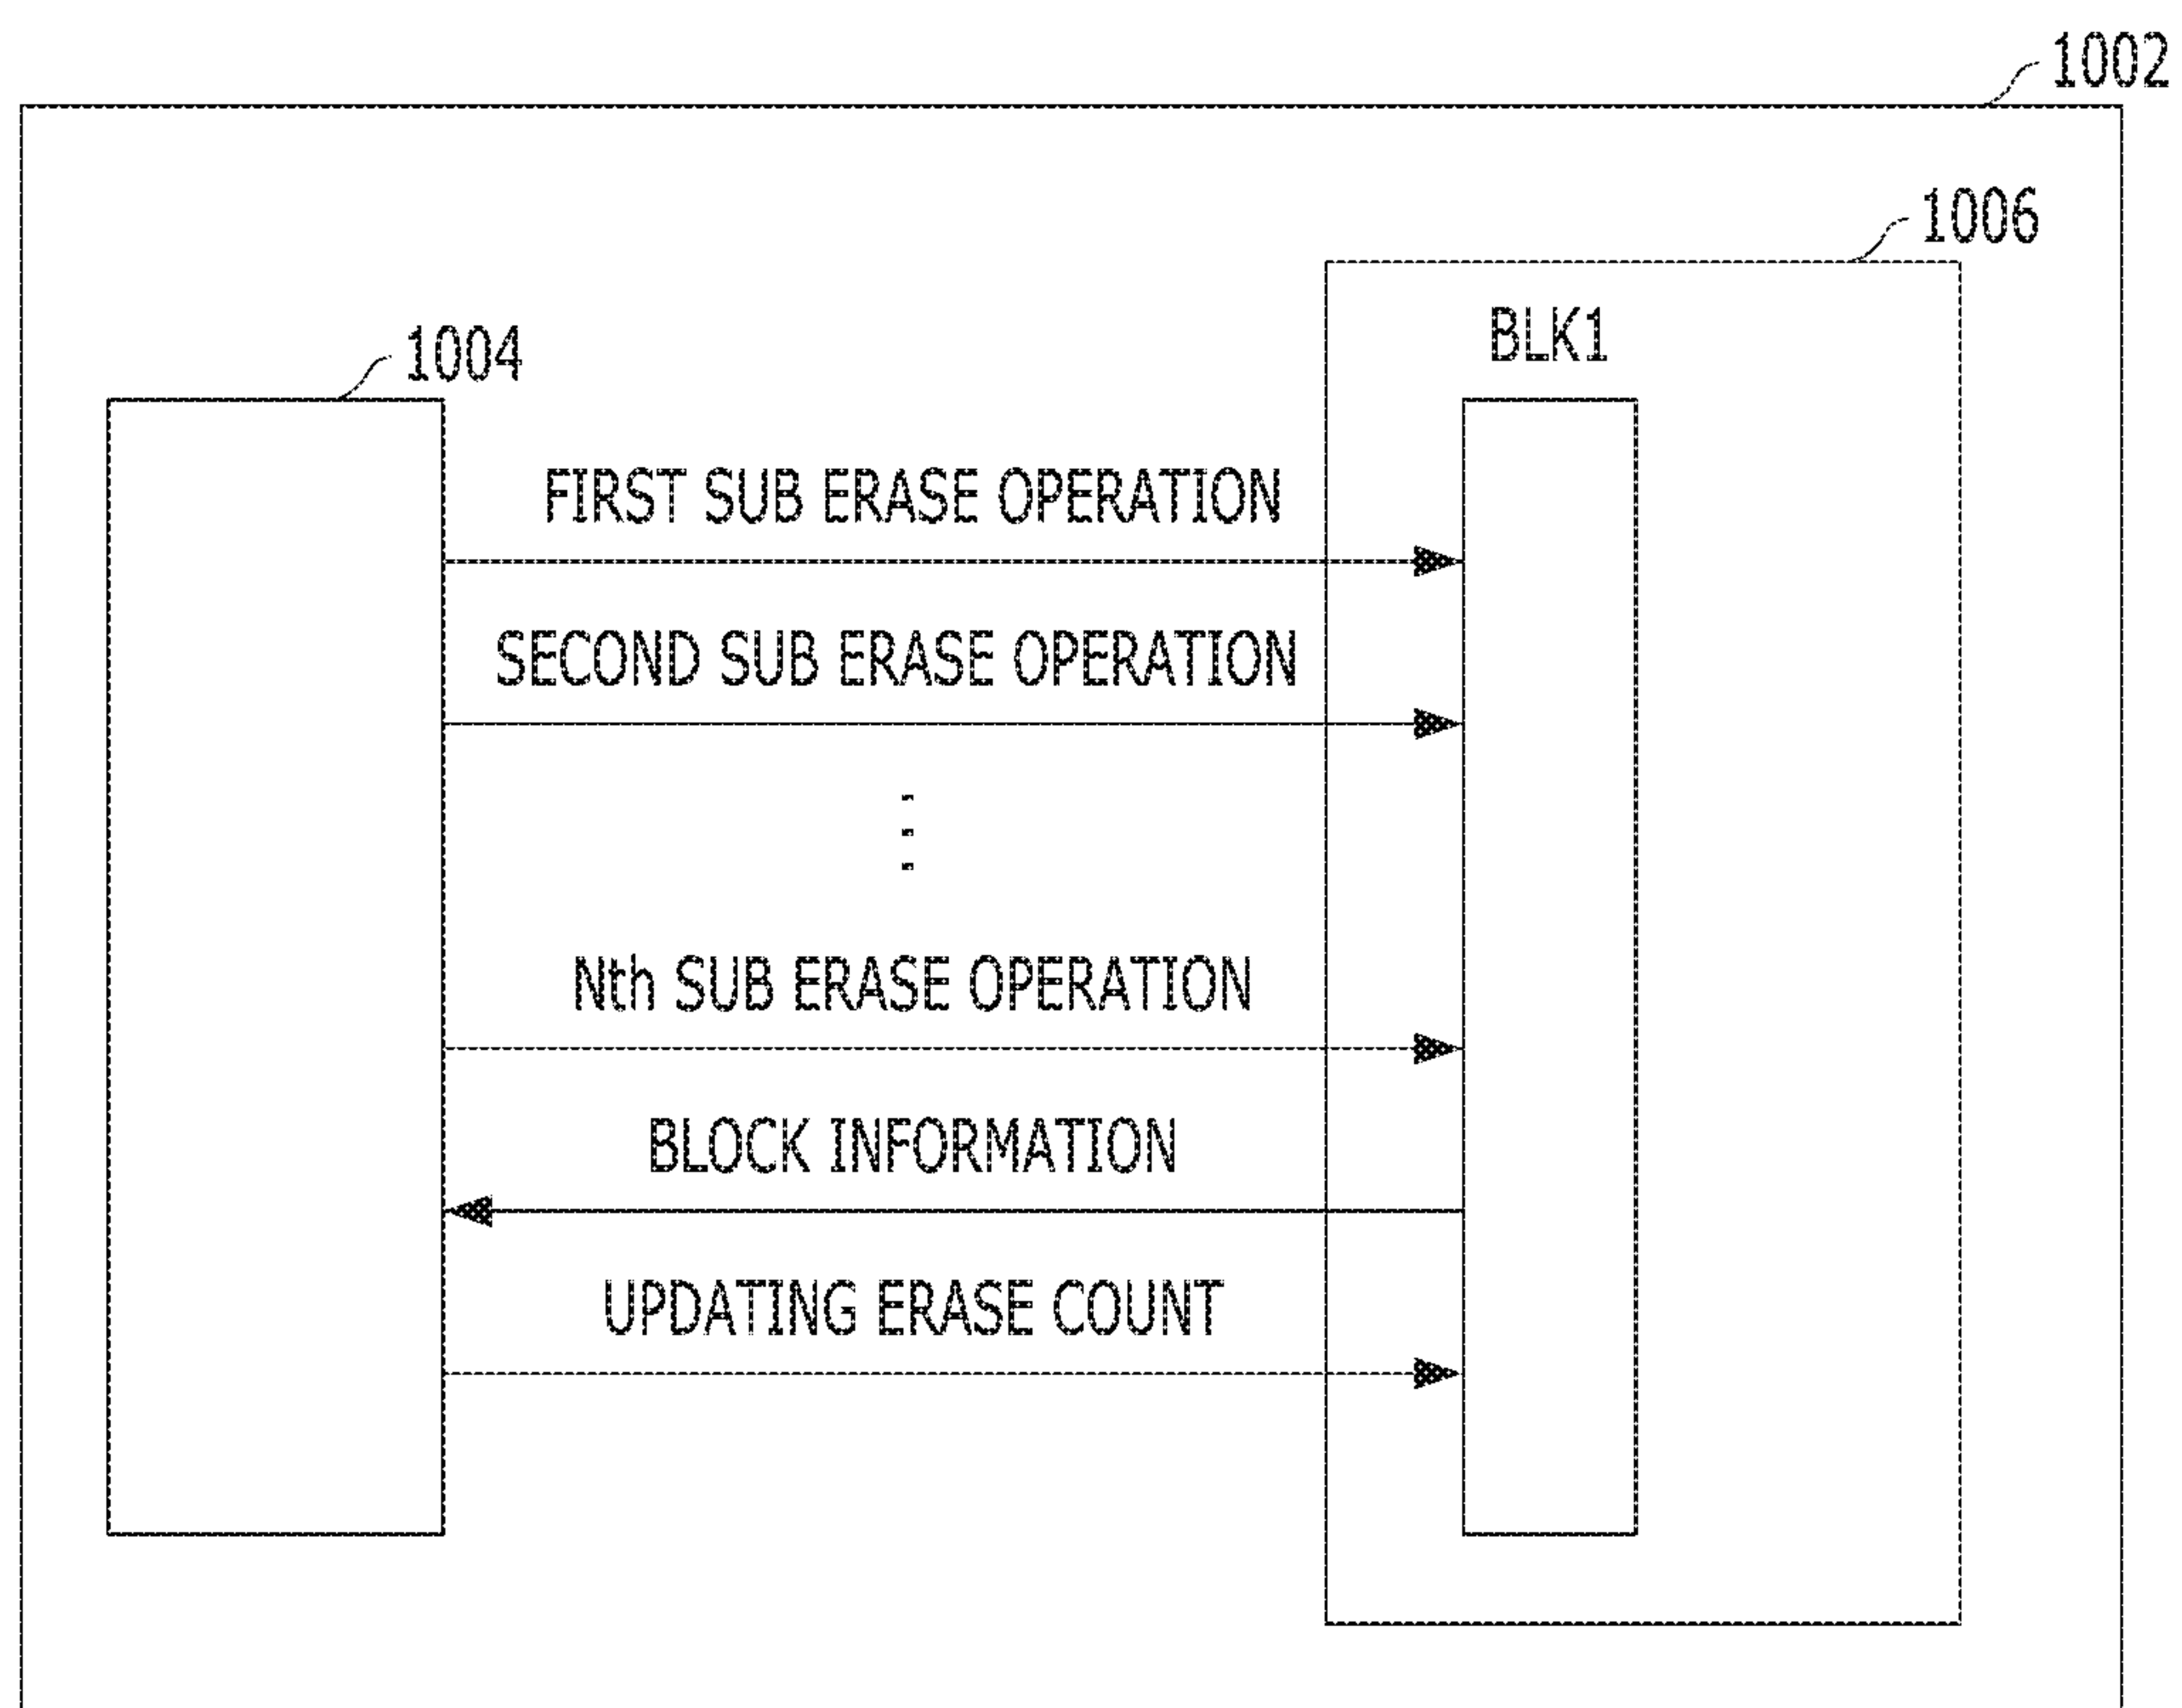 1002
1006
BLK1
1004
FIRST SUB ERASE OPERATION
SECOND SUB ERASE OPERATION
Nth SUB ERASE OPERATION
BLOCK INFORMATION
UPDATING ERASE COUNT